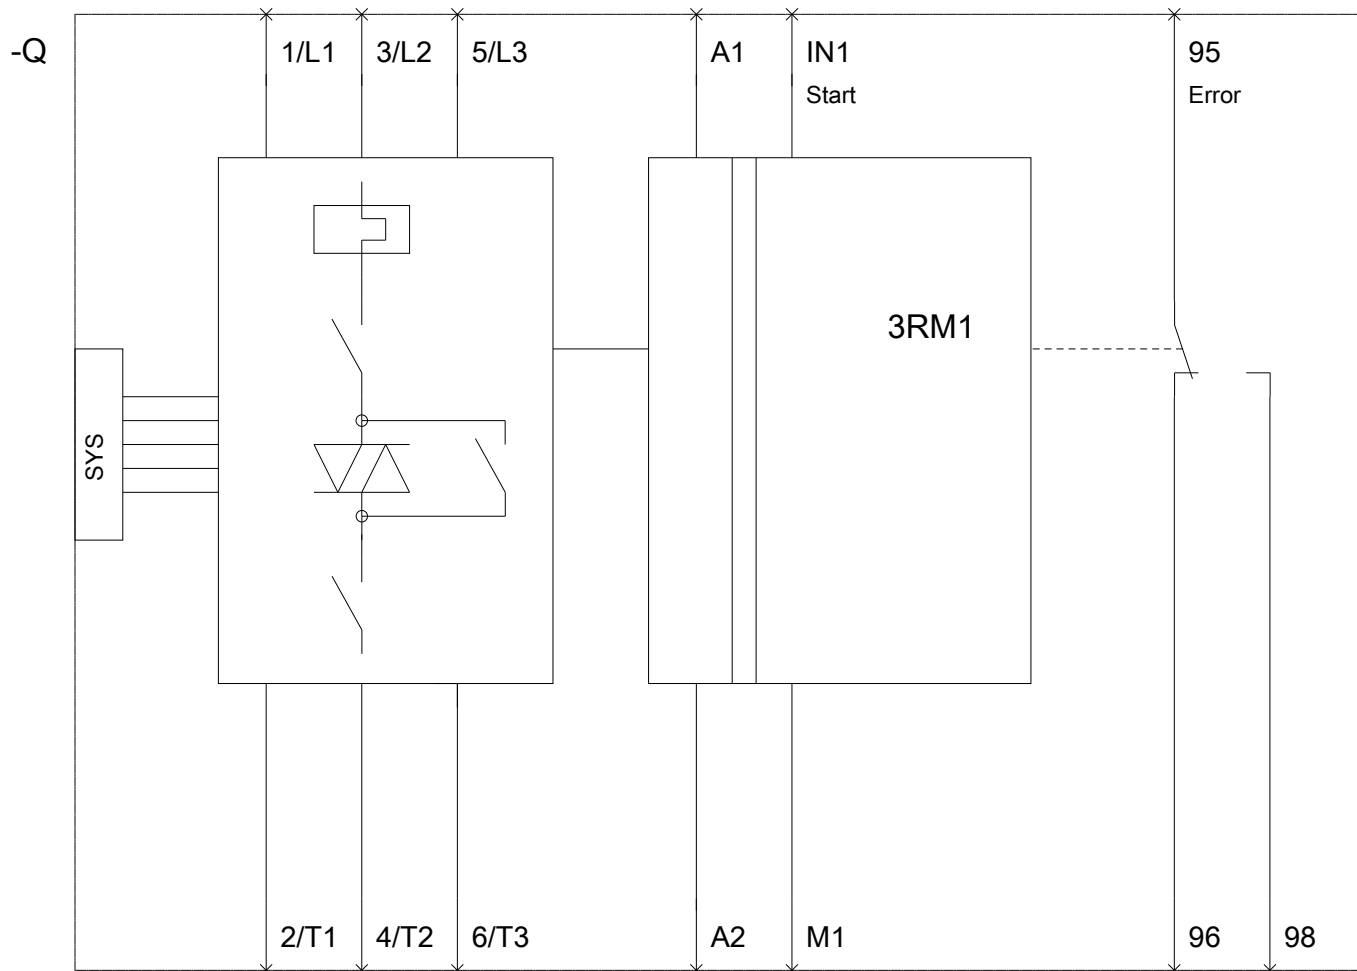 -Q
1/L1 3/L2 5/L3 A1 IN1 95
Start Error
3RM1
SYS
2/T1 4/T2 6/T3 A2 M1 96 98